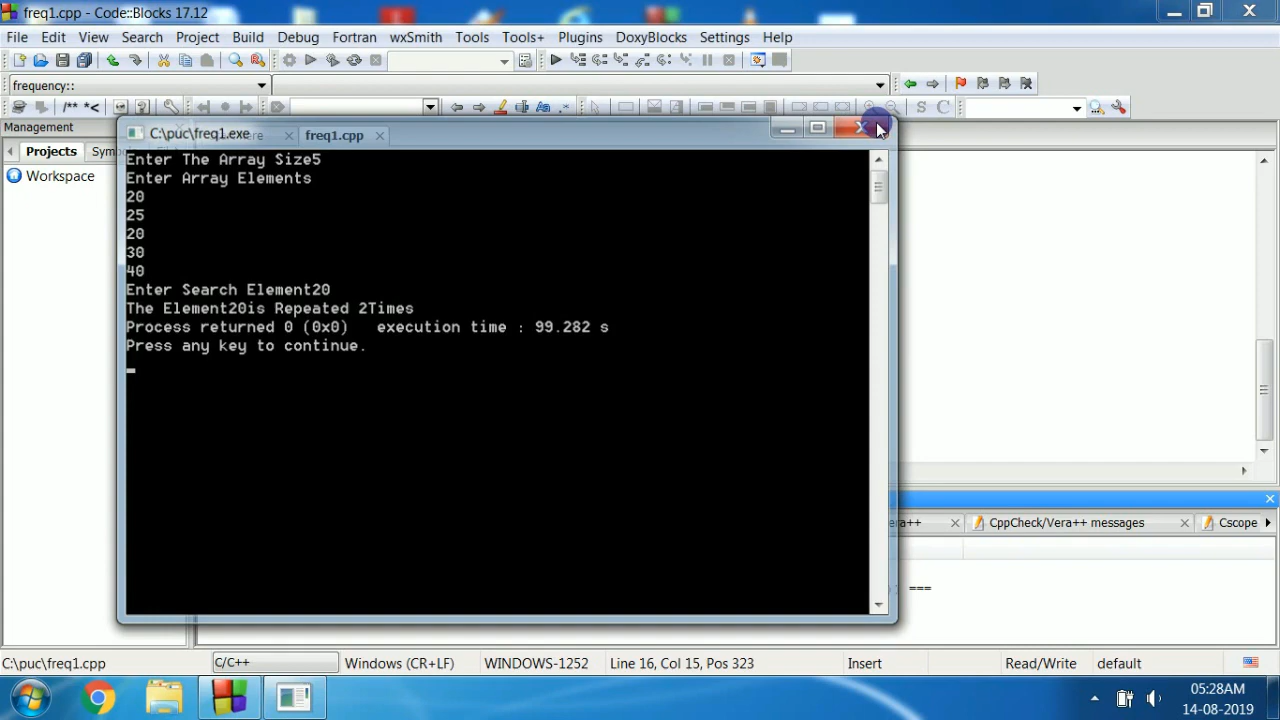 freq1.cpp - Code::Blocks 17.12
File Edit View Search Project Build Debug Fortran wxSmith Tools Tools+ Plugins DoxyBlocks Settings Help
frequency::
/** *<
S C
Management
C:\puc\freq1.exe
freq1.cpp
Projects
Workspace
Enter The Array Size5
Enter Array Elements
20
25
20
30
40
Enter Search Element20
The Element20is Repeated 2Times
Process returned 0 (0x0) execution time : 99.282 s
Press any key to continue.
CppCheck/Vera++ messages
Cscope
===
C:\puc\freq1.cpp
C/C++
Windows (CR+LF)
WINDOWS-1252
Line 16, Col 15, Pos 323
Insert
Read/Write
default
05:28AM
14-08-2019